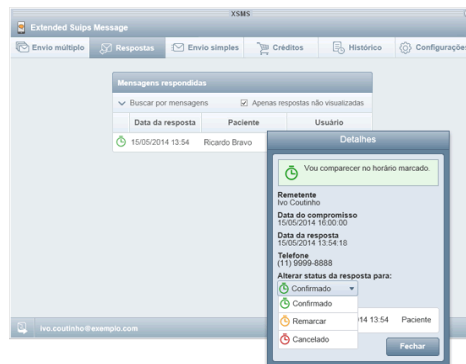 XSMS
Extended Suips Message
Envio múltiplo
Respostas
Envio simples
Créditos
Histórico
Configurações
Mensagens respondidas
Buscar por mensagens
Apenas respostas não visualizadas
Data da resposta
Paciente
Usuário
15/05/2014 13:54
Ricardo Bravo
Detalhes
Vou comparecer no horário marcado.
Remetente
Ivo Coutinho
Data do compromisso
15/05/2014 16:00:00
Data da resposta
15/05/2014 13:54:18
Telefone
(11) 9999-8888
Alterar status da resposta para:
Confirmado
Confirmado
Remarcar
Cancelado
014 13:54
Paciente
Fechar
ivo.coutinho@exemplo.com